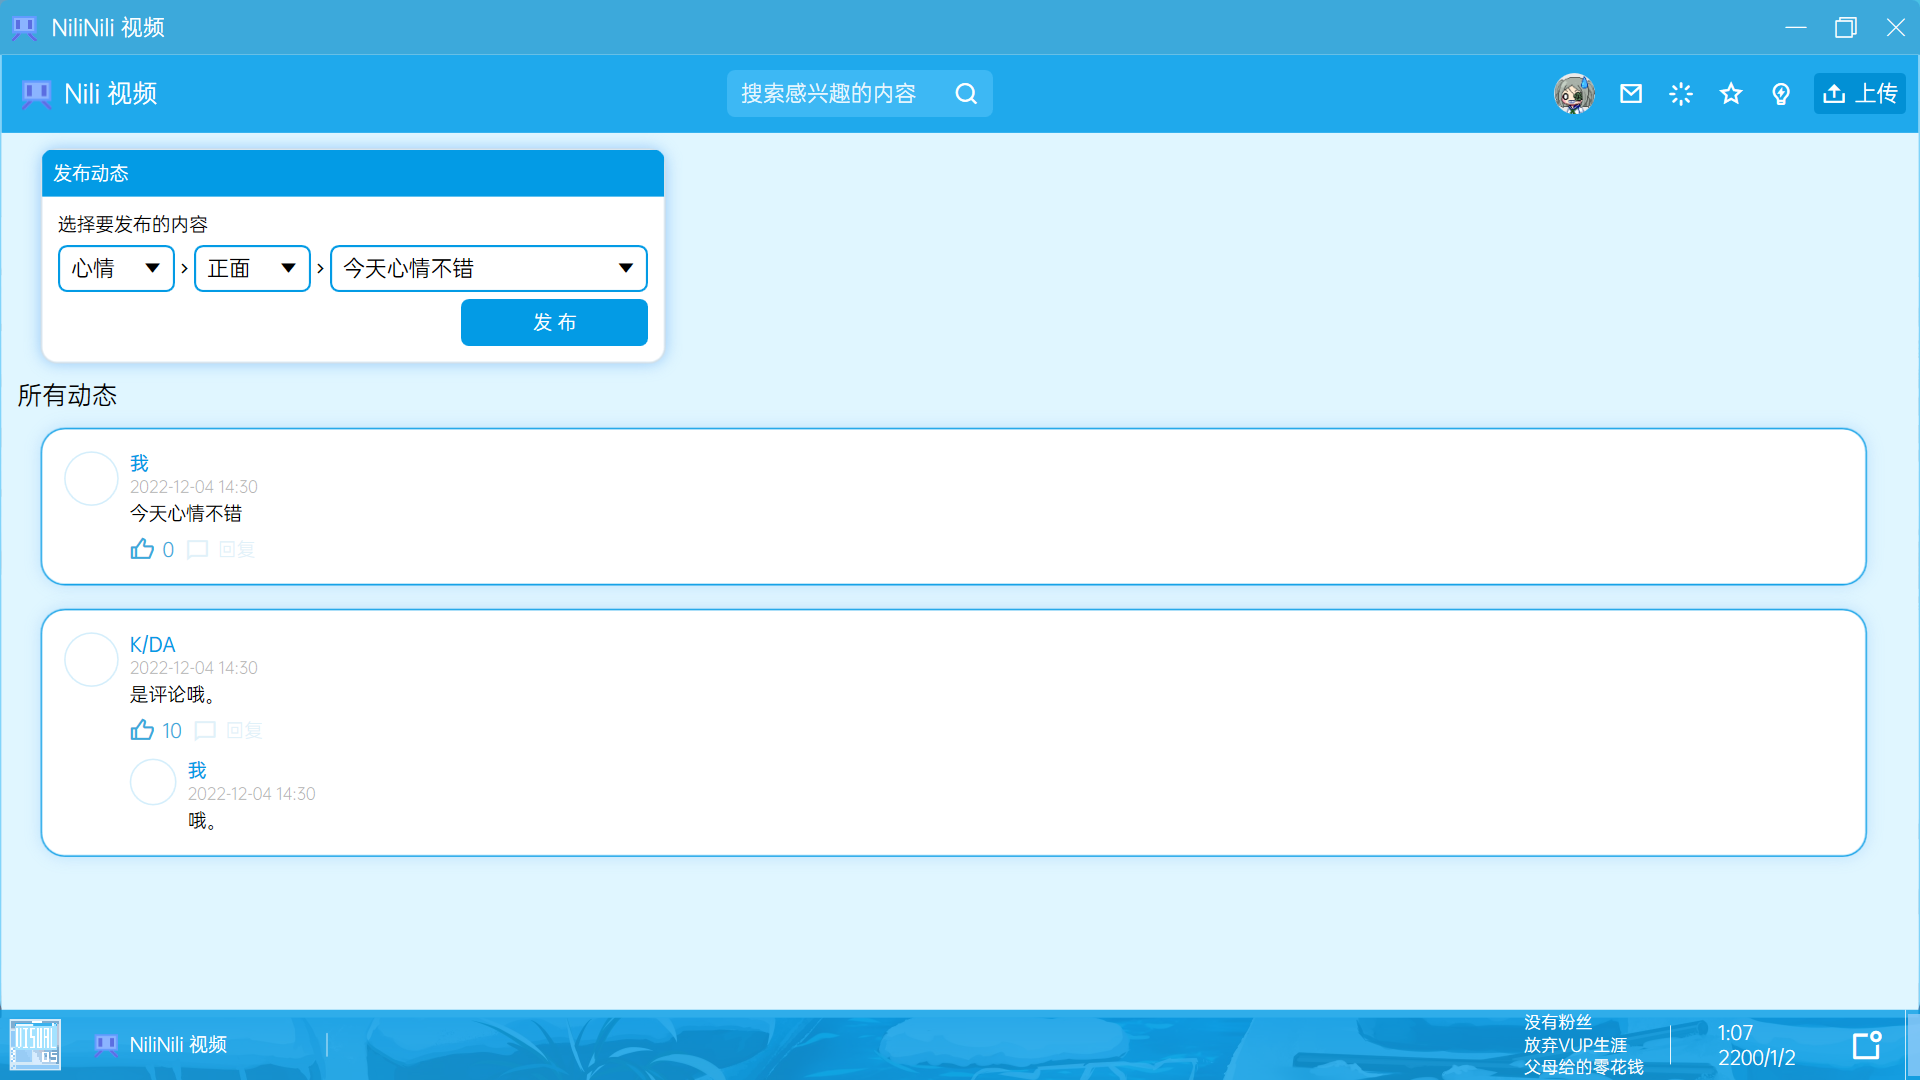 NiliNili 视频
Nili 视频
搜索感兴趣的内容
上传
发布动态
选择要发布的内容
心情 › 正面 › 今天心情不错
发 布
所有动态
我
2022-12-04 14:30
今天心情不错
0 回复
K/DA
2022-12-04 14:30
是评论哦。
10 回复
我
2022-12-04 14:30
哦。
NiliNili 视频
没有粉丝
放弃VUP生涯
父母给的零花钱
1:07
2200/1/2